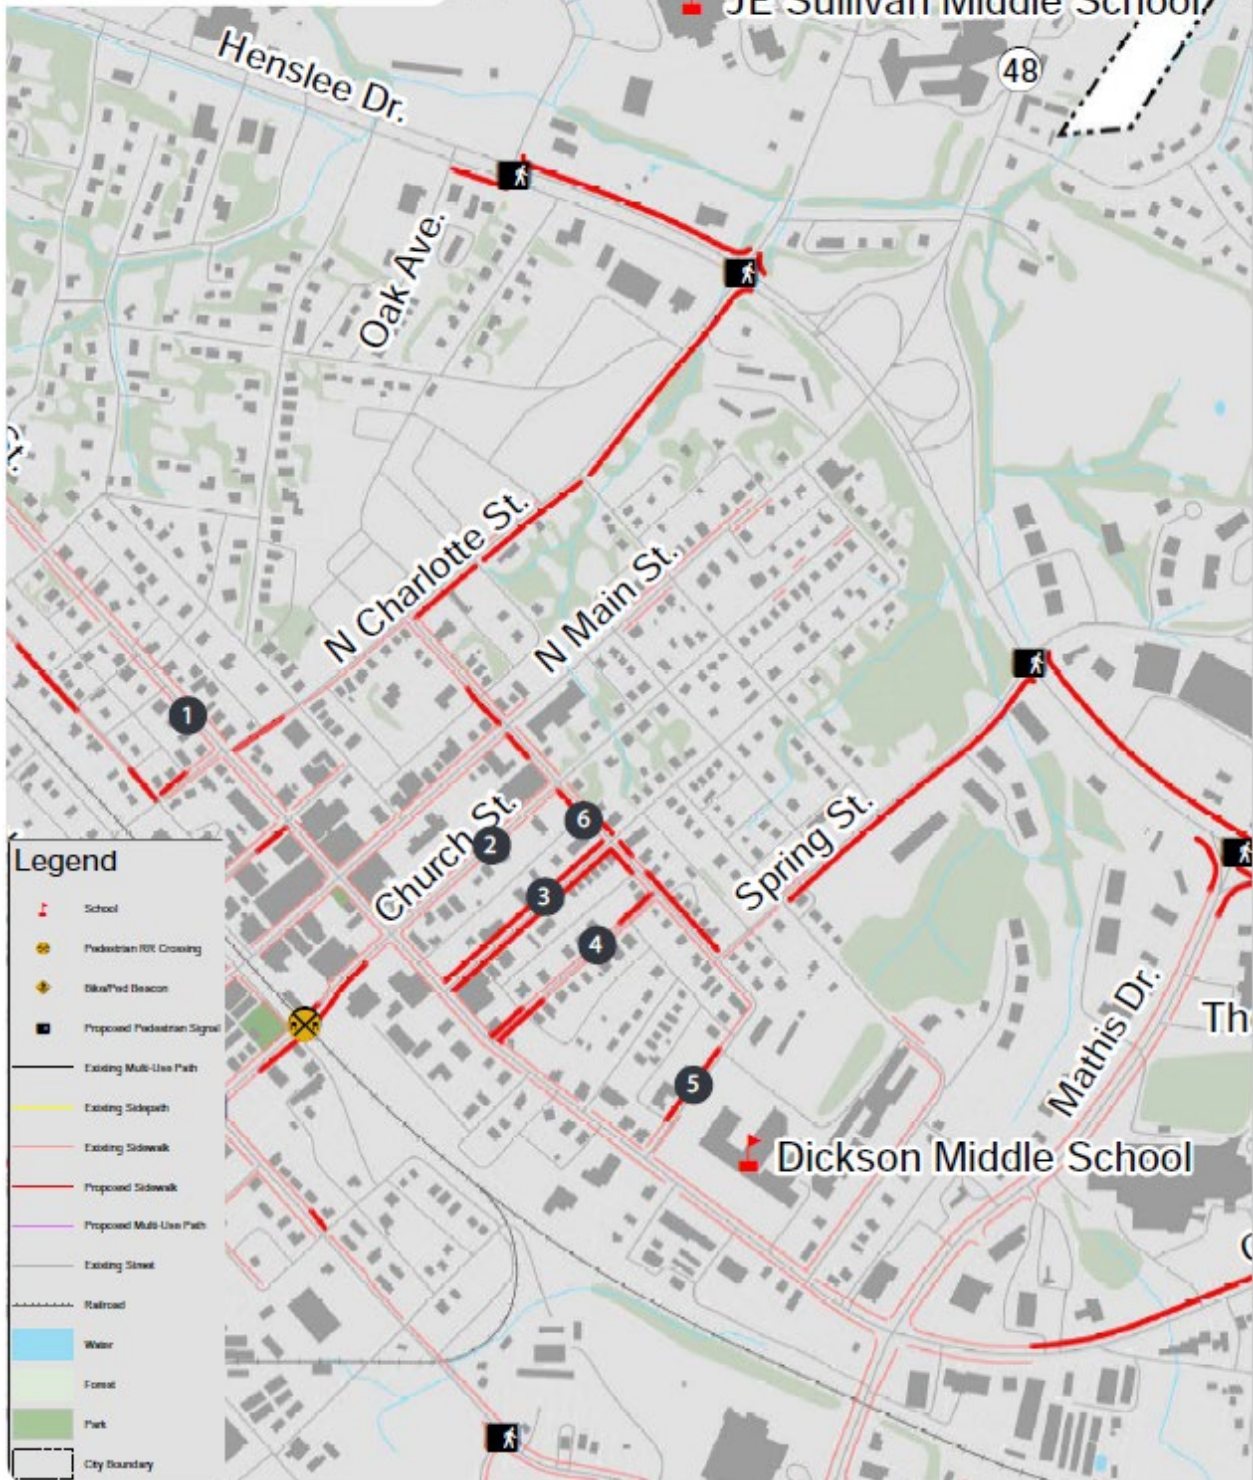 JE Sullivan Middle School
48
Henslee Dr.
Oak Ave.
N Charlotte St.
N Main St.
1
Church St.
2
6
3
4
Spring St.
5
Mathis Dr.
Dickson Middle School
Legend
School
Pedestrian RR Crossing
Bike/Ped Beacon
Proposed Pedestrian Signal
Existing Multi-Use Path
Existing Sidepath
Existing Sidewalk
Proposed Sidewalk
Proposed Multi-Use Path
Existing Street
Railroad
Water
Forest
Park
City Boundary